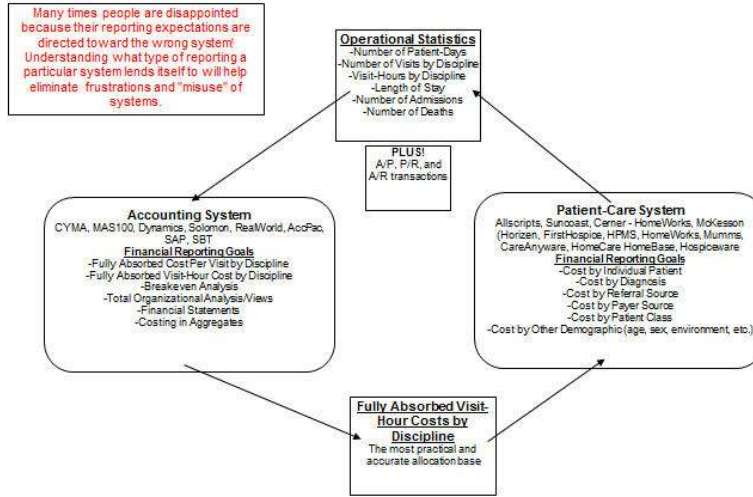 Many times people are disappointed
because their reporting expectations are
directed toward the wrong system!
Understanding what type of reporting a
particular system lends itself to will help
eliminate frustrations and "misuse" of
systems.
Operational Statistics
-Number of Patient-Days
-Number of Visits by Discipline
-Visit-Hours by Discipline
-Length of Stay
-Number of Admissions
-Number of Deaths
PLUS!
A/P, P/R, and
A/R transactions
Accounting System
CYMA, MAS100, Dynamics, Solomon, RealWorld, AccPac,
SAP, SBT
Financial Reporting Goals
-Fully Absorbed Cost Per Visit by Discipline
-Fully Absorbed Visit-Hour Cost by Discipline
-Breakeven Analysis
-Total Organizational Analysis/Views
-Financial Statements
-Costing in Aggregates
Patient-Care System
Allscripts, Suncoast, Cerner - HomeWorks, McKesson
(Horizen, FirstHospice, HPMS, HomeWorks, Mumms,
CareAnyware, HomeCare HomeBase, Hospiceware
Financial Reporting Goals
-Cost by Individual Patient
-Cost by Diagnosis
-Cost by Referral Source
-Cost by Payer Source
-Cost by Patient Class
-Cost by Other Demographic (age, sex, environment, etc.)
Fully Absorbed Visit-
Hour Costs by
Discipline
The most practical and
accurate allocation base